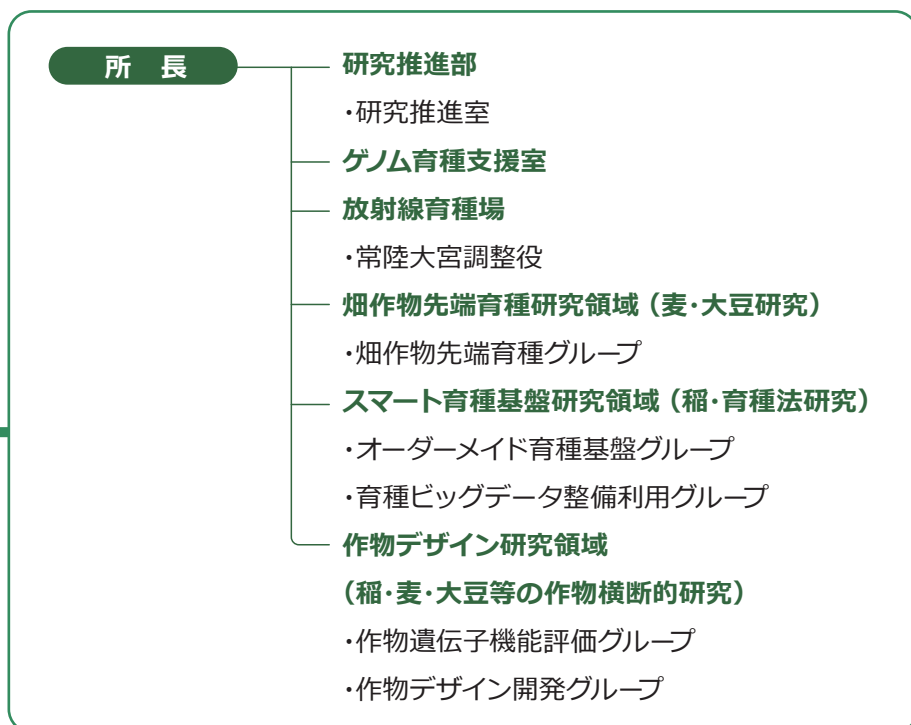 所 長
研究推進部
・研究推進室
ゲノム育種支援室
放射線育種場
・常陸大宮調整役
畑作物先端育種研究領域（麦・大豆研究）
・畑作物先端育種グループ
スマート育種基盤研究領域（稲・育種法研究）
・オーダーメイド育種基盤グループ
・育種ビッグデータ整備利用グループ
作物デザイン研究領域
（稲・麦・大豆等の作物横断的研究）
・作物遺伝子機能評価グループ
・作物デザイン開発グループ